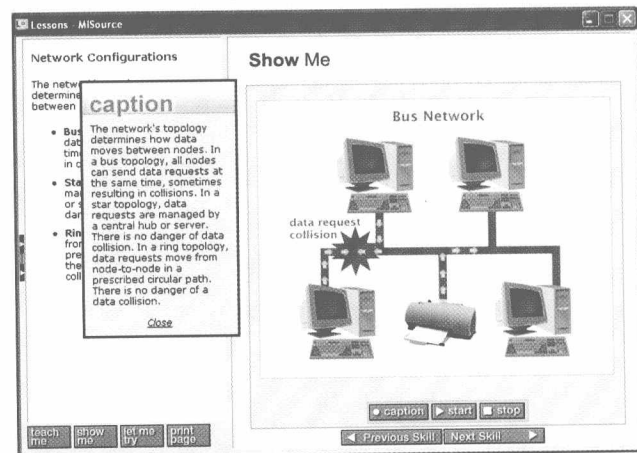 Lessons - MISource
Network Configurations
The netw
determine
between
Bus
dat
time
in c
Sta
ma
or s
dan
Ring
from
pre
the
coll
caption
The network's topology
determines how data
moves between nodes. In
a bus topology, all nodes
can send data requests at
the same time, sometimes
resulting in collisions. In a
star topology, data
requests are managed by
a central hub or server.
There is no danger of data
collision. In a ring topology,
data requests move from
node-to-node in a
prescribed circular path.
There is no danger of a
data collision.
Close
teach me
show me
let me try
print page
Show Me
Bus Network
data request
collision
caption
start
stop
Previous Skill
Next Skill